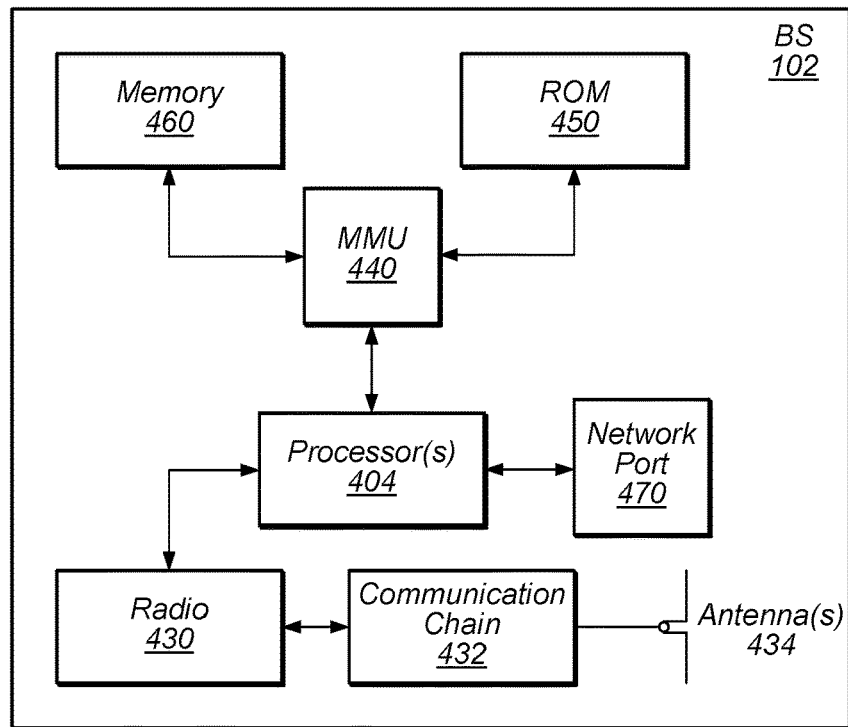 BS
102
Memory
460
ROM
450
MMU
440
Processor(s)
404
Network
Port
470
Radio
430
Communication
Chain
432
Antenna(s)
434